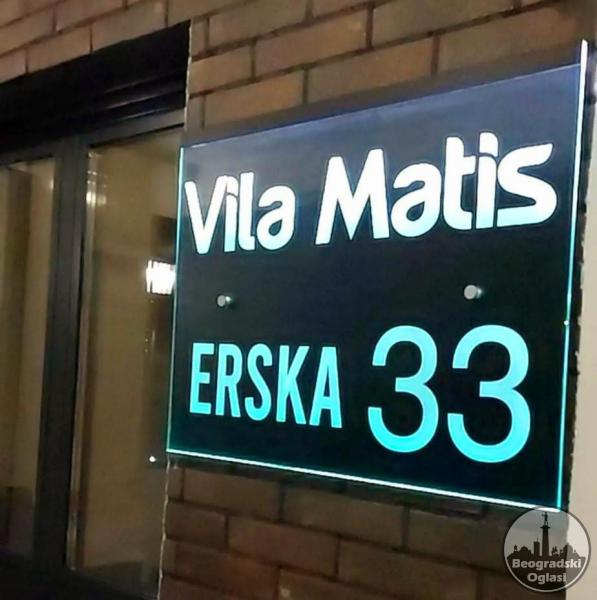 Vila Matis
ERSKA 33
Beogradski
Oglasi